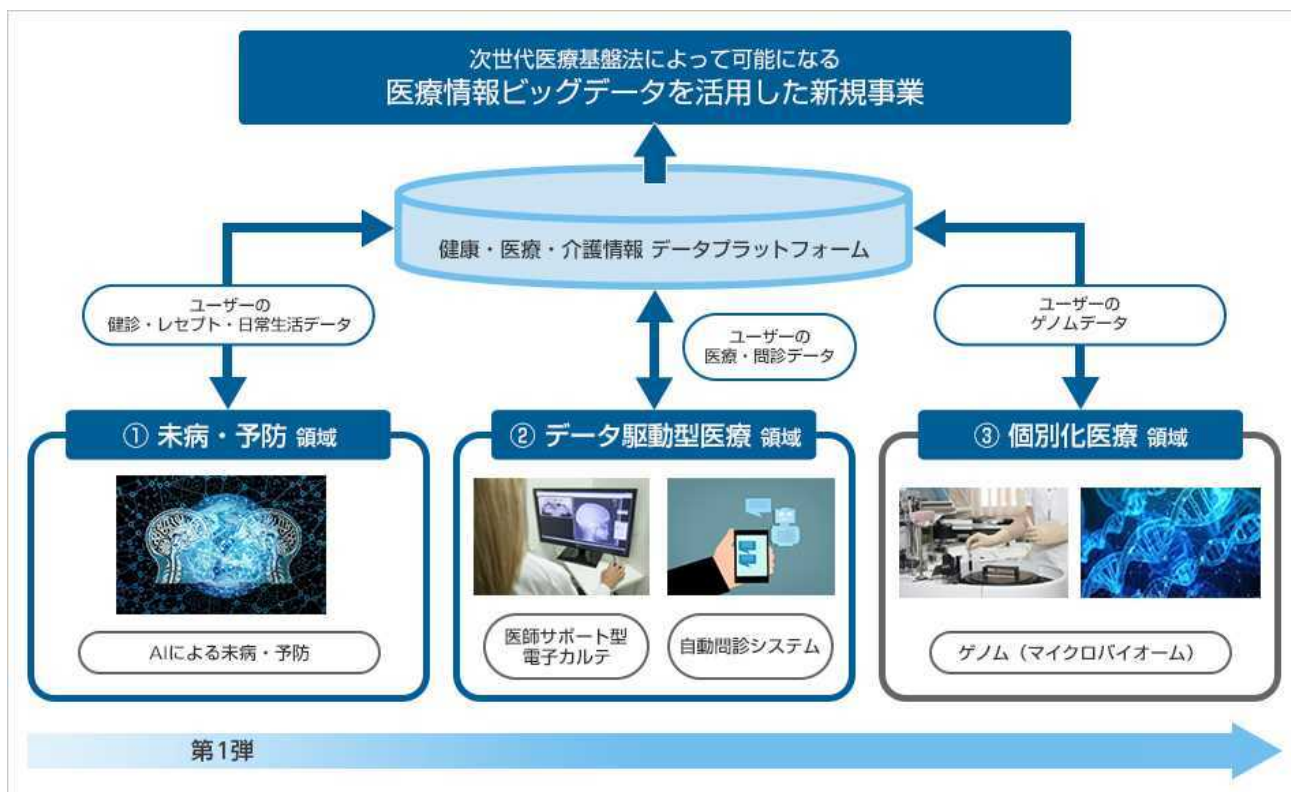 次世代医療基盤法によって可能になる
医療情報ビッグデータを活用した新規事業
健康・医療・介護情報 データプラットフォーム
ユーザーの
健診・レセプト・日常生活データ
ユーザーの
医療・問診データ
ユーザーの
ゲノムデータ
① 未病・予防 領域
AIによる未病・予防
② データ駆動型医療 領域
医師サポート型
電子カルテ
自動問診システム
③ 個別化医療 領域
ゲノム（マイクロバイオーム）
第1弾